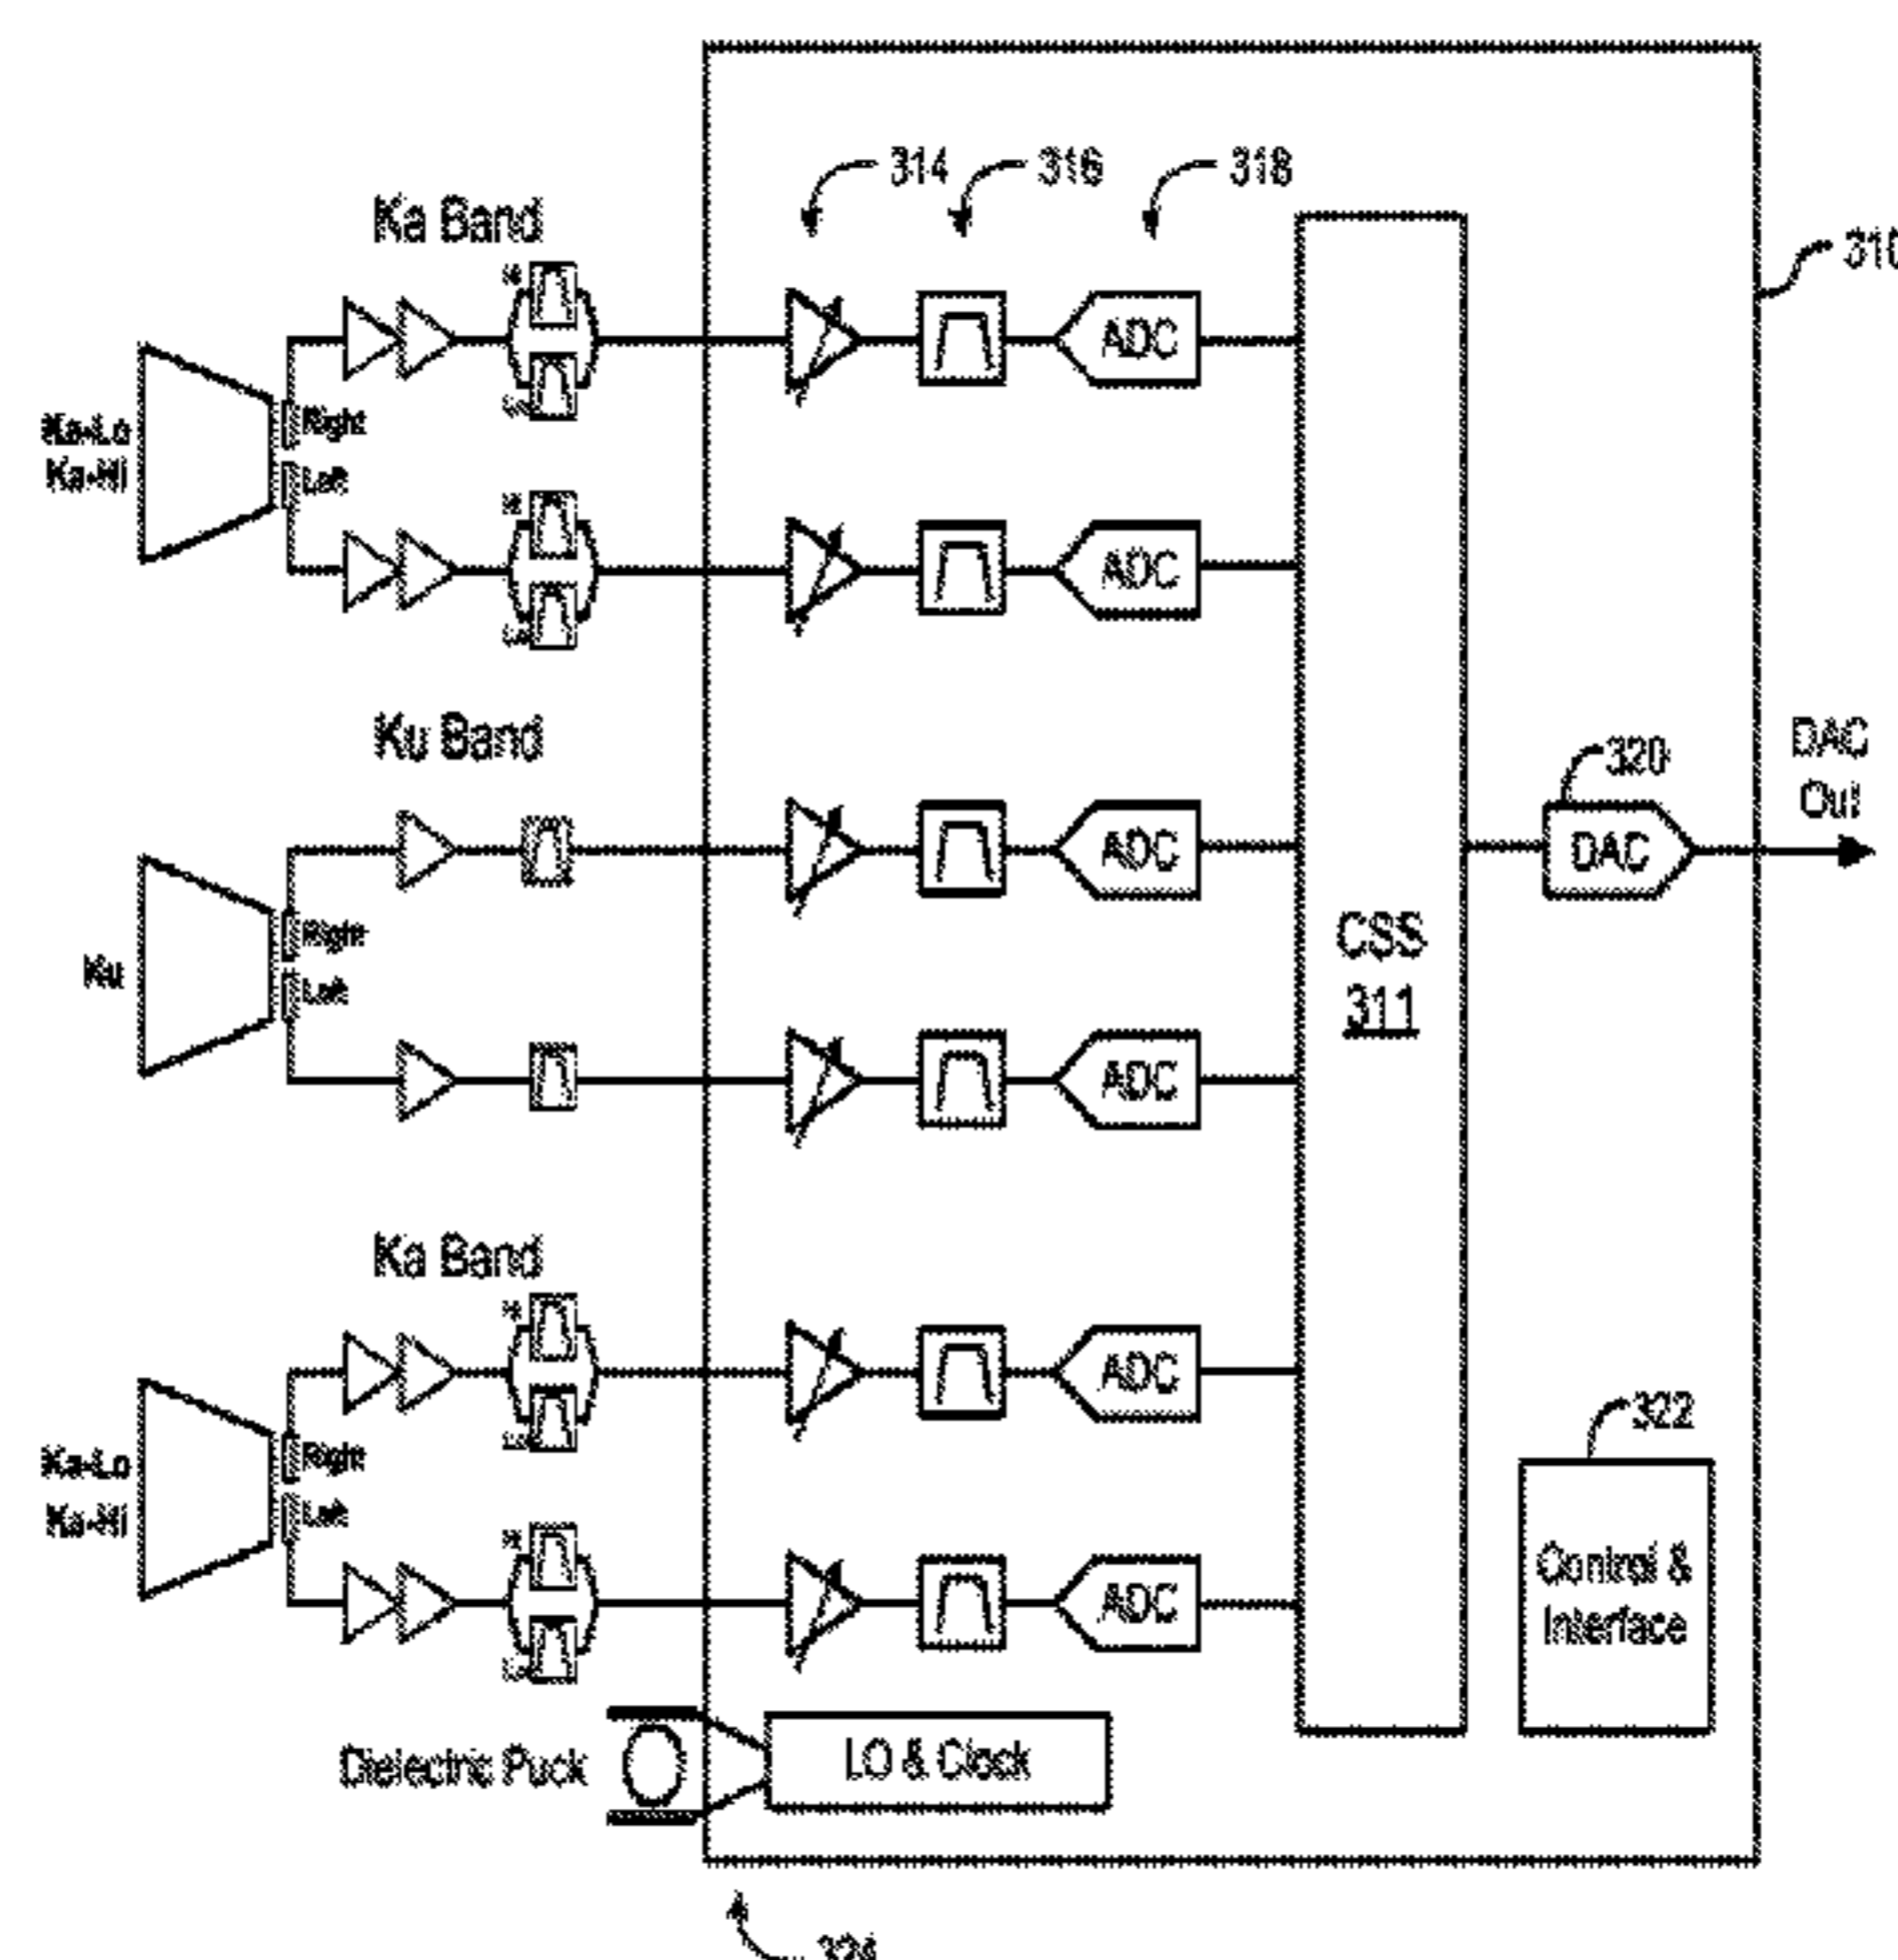 314
316
318
310
Ka Band
Ka-Lo
Ka-Hi
Right
Left
ADC
ADC
Ku Band
Ku
Right
Left
ADC
ADC
CSS
311
320
DAC
DAC
Out
Ka Band
Ka-Lo
Ka-Hi
Right
Left
ADC
ADC
322
Control &
Interface
Dielectric Puck
LO & Clock
324